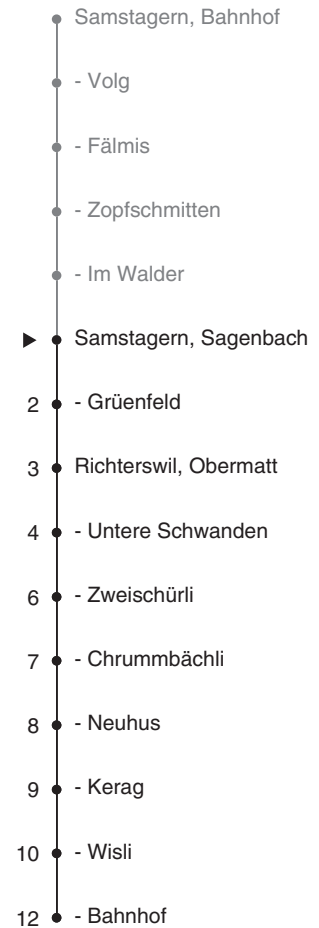 Samstagern, Bahnhof
- Volg
- Fälmis
- Zopfschmitten
- Im Walder
Samstagern, Sagenbach
2 - Grüenfeld
3 Richterswil, Obermatt
4 - Untere Schwanden
6 - Zweischürli
7 - Chrummbächli
8 - Neuhus
9 - Kerag
10 - Wisli
12 - Bahnhof